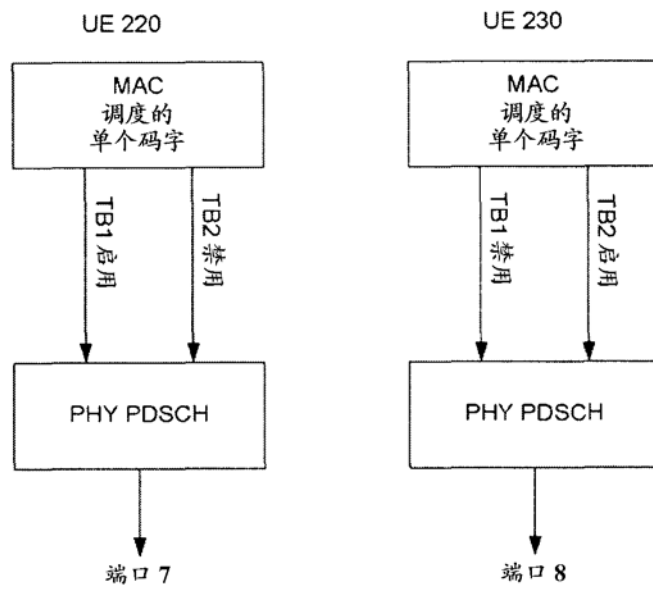 UE 220
MAC
调度的
单个码字
TB1 启用
TB2 禁用
PHY PDSCH
端口 7
UE 230
MAC
调度的
单个码字
TB1 禁用
TB2 启用
PHY PDSCH
端口 8